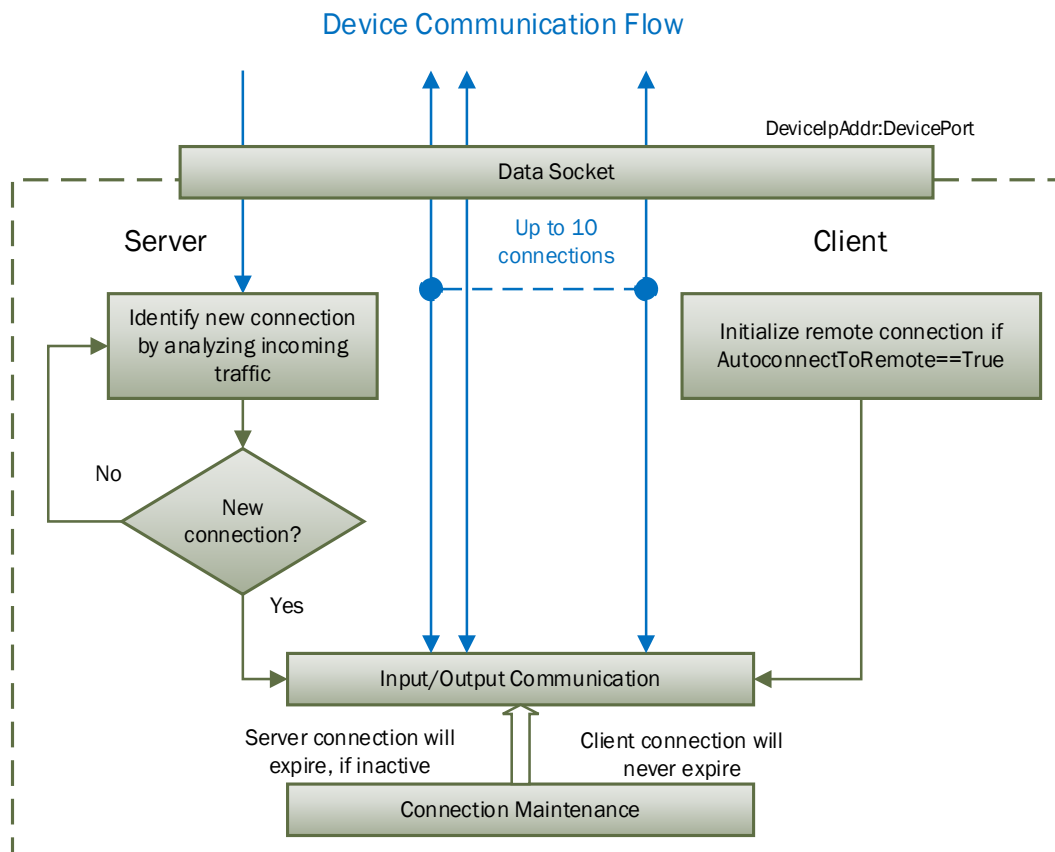 Device Communication Flow
DeviceIpAddr:DevicePort
Data Socket
Server
Up to 10
connections
Client
Identify new connection
by analyzing incoming
traffic
Initialize remote connection if
AutoconnectToRemote==True
No
New
connection?
Yes
Input/Output Communication
Server connection will
expire, if inactive
Client connection will
never expire
Connection Maintenance